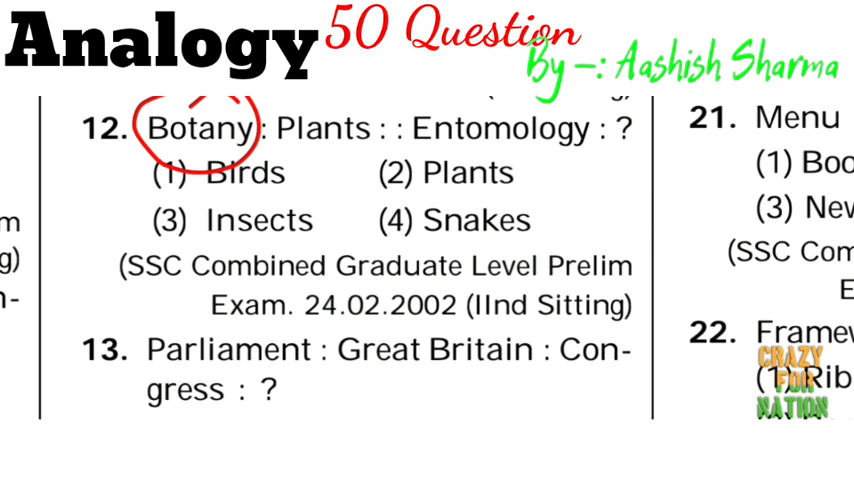 Analogy 50 Question
By -: Aashish Sharma
12. Botany : Plants : : Entomology : ?
(1) Birds (2) Plants
(3) Insects (4) Snakes
(SSC Combined Graduate Level Prelim
Exam. 24.02.2002 (IInd Sitting)
13. Parliament : Great Britain : Con-
gress : ?
m
g)
n-
21. Menu
(1) Boo
(3) New
(SSC Com
E
22. Framew
(1) Rib
CRAZY
FOR
NATION